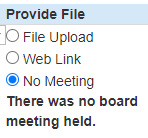 Provide File
File Upload
Web Link
No Meeting
There was no board
meeting held.